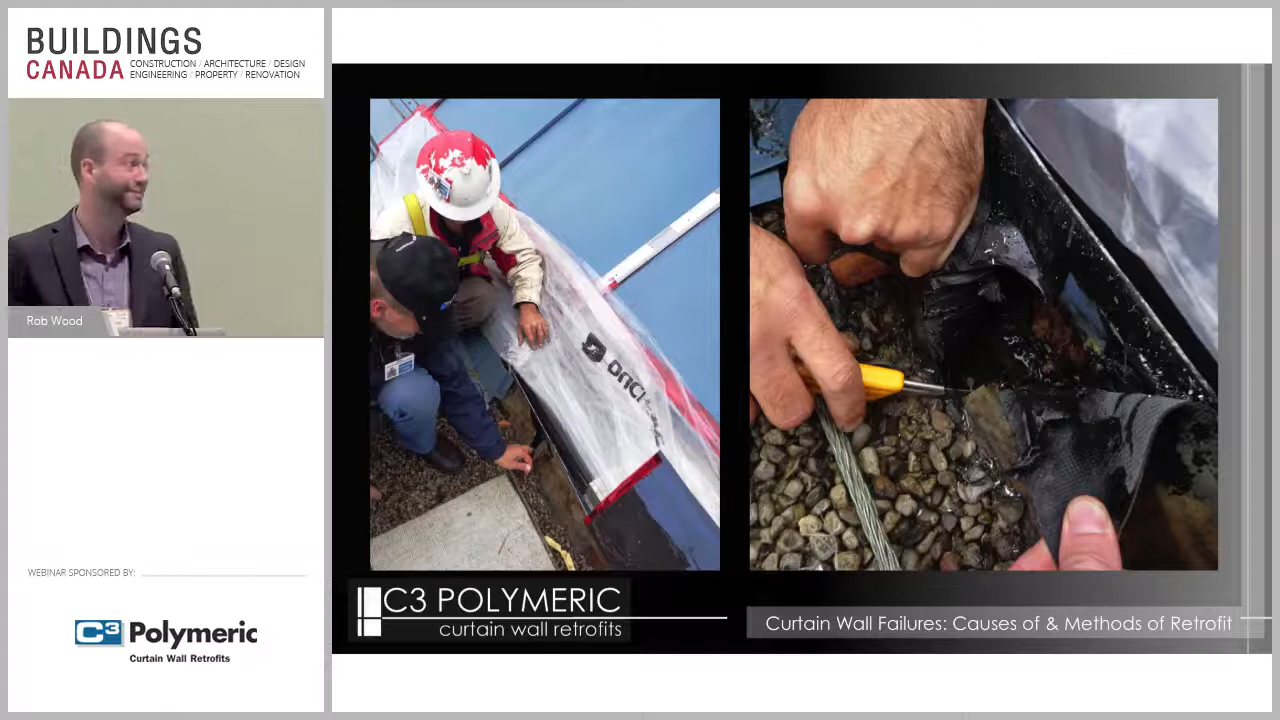 BUILDINGS
CANADA
CONSTRUCTION / ARCHITECTURE / DESIGN
ENGINEERING / PROPERTY / RENOVATION
Rob Wood
WEBINAR SPONSORED BY:
C3 Polymeric
Curtain Wall Retrofits
C3 POLYMERIC
curtain wall retrofits
Curtain Wall Failures: Causes of & Methods of Retrofit